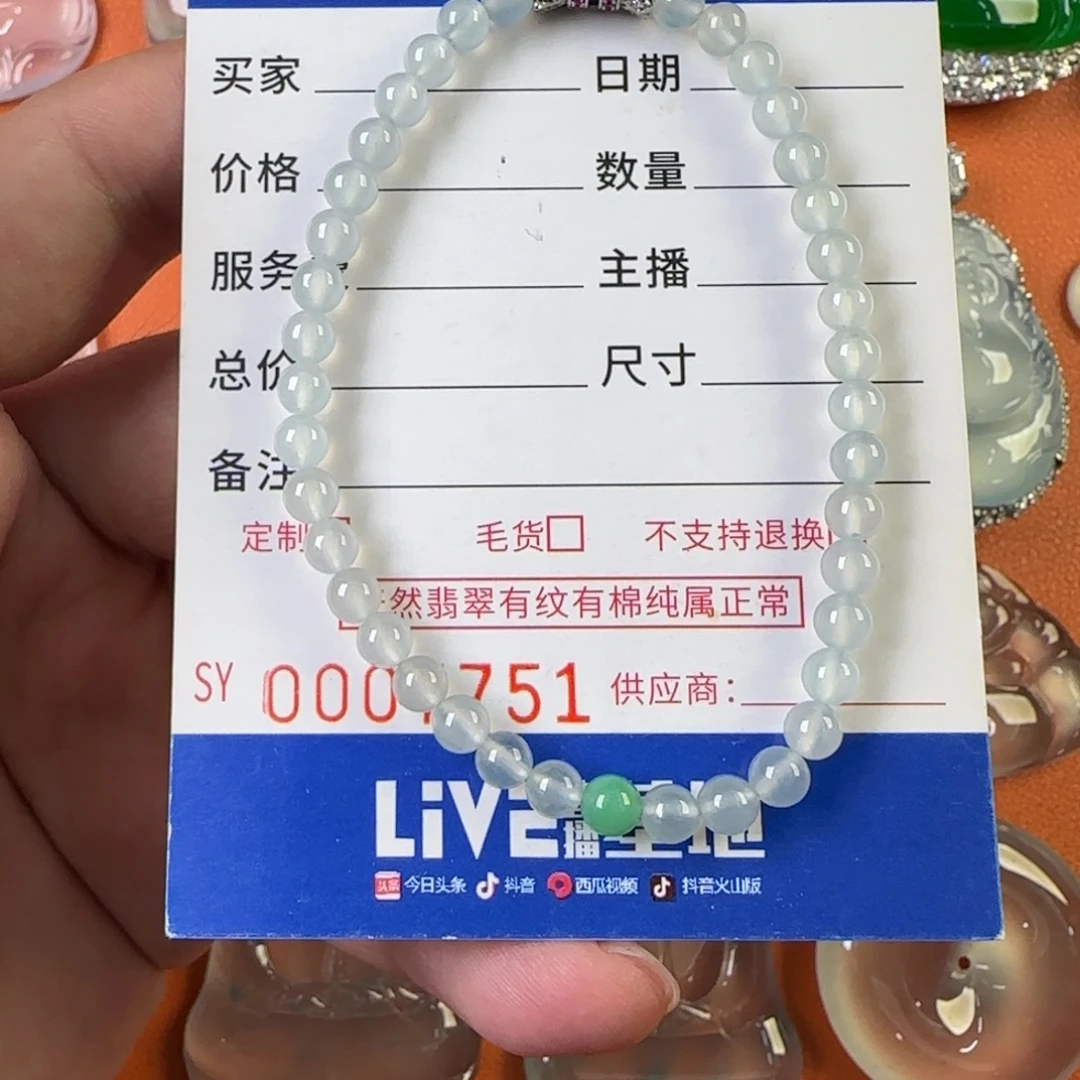 买家 日期
价格 数量
服务 主播
总价 尺寸
备注
定制 毛货 不支持退换
然翡翠有纹有棉纯属正常
SY 000 751 供应商：
LiVE 播基地
今日头条 抖音 西瓜视频 抖音火山版